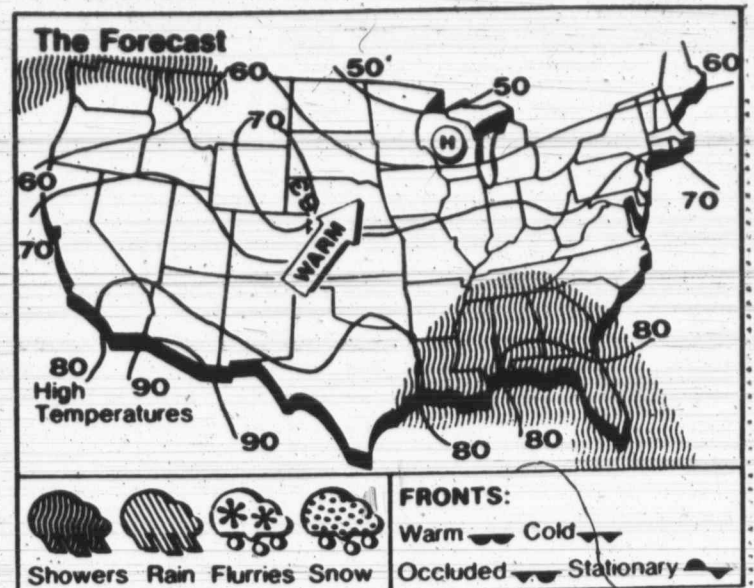 The Forecast
60
50
50
60
70
60
70
70
H
WARM
80
80
High
Temperatures
90
90
80
80
Showers Rain Flurries Snow
FRONTS:
Warm Cold
Occluded Stationary